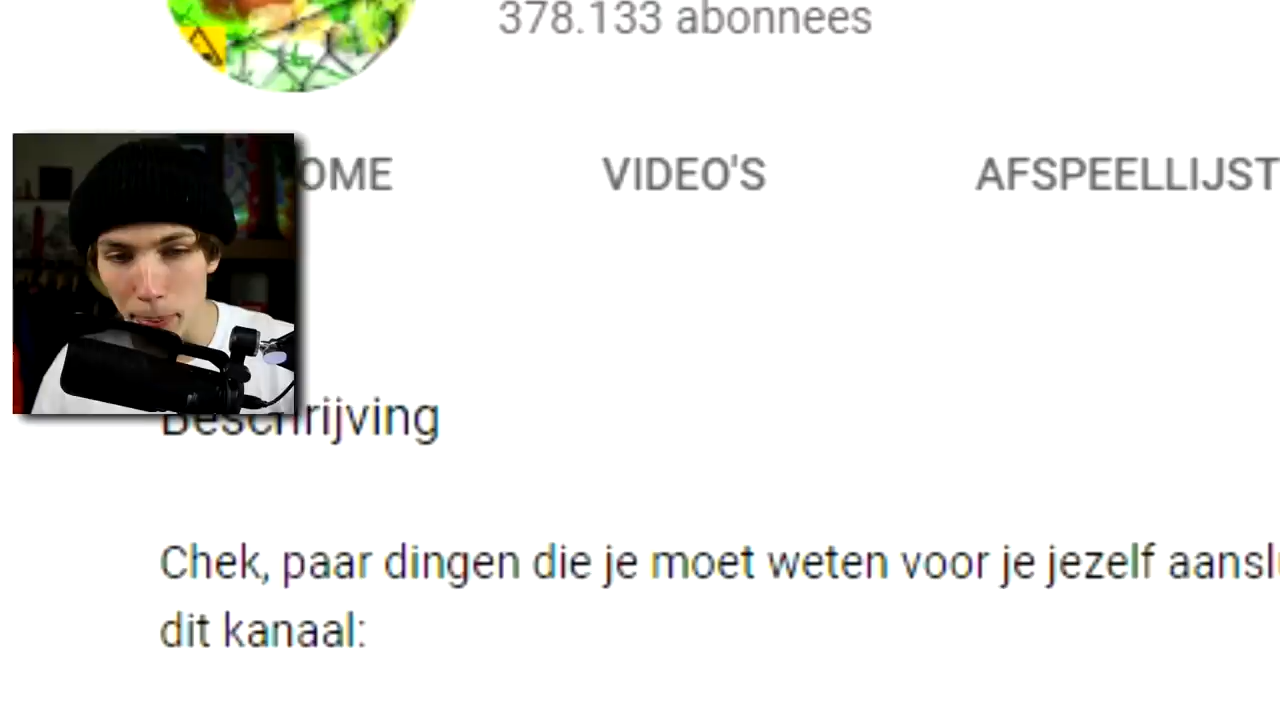 378.133 abonnees
OME VIDEO'S AFSPEELLIJST
Beschrijving
Chek, paar dingen die je moet weten voor je jezelf aansl
dit kanaal: